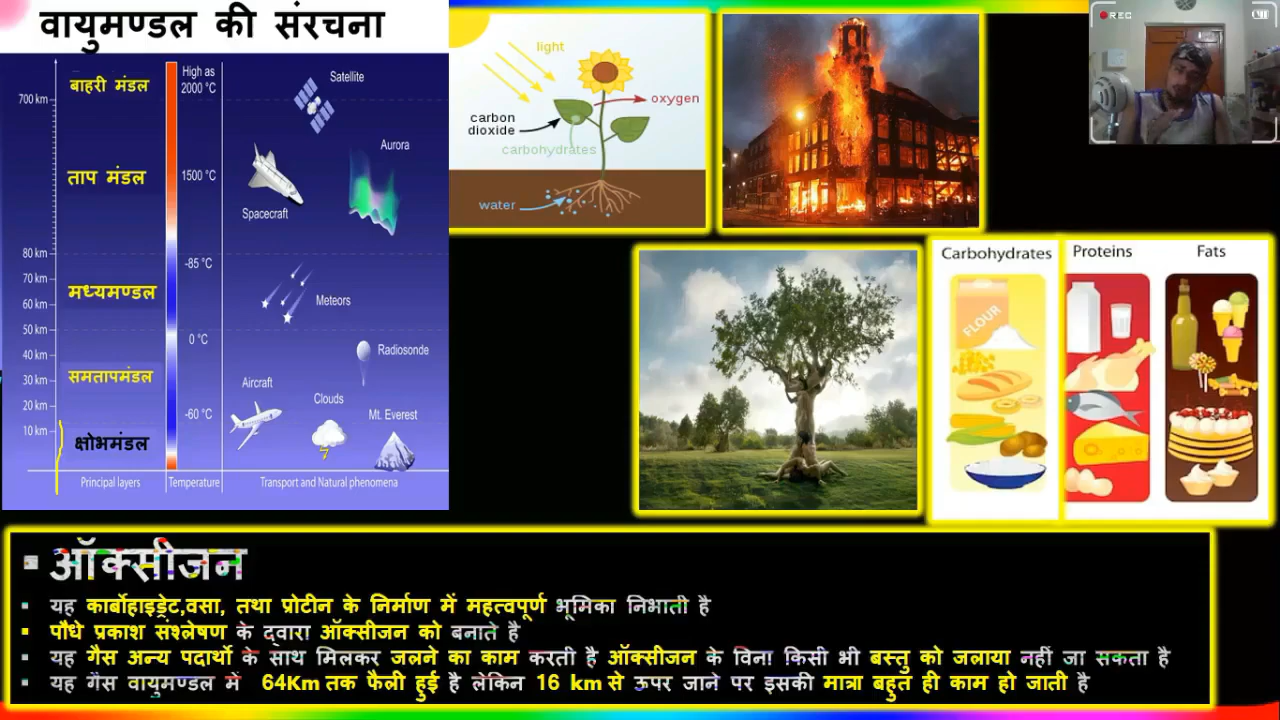 वायुमण्डल की संरचना
बाहरी मंडल
High as
2000 °C
Satellite
700 km
Aurora
ताप मंडल
1500 °C
Spacecraft
80 km
-85 °C
70 km
मध्यमण्डल
60 km
Meteors
50 km
0 °C
40 km
Radiosonde
समतापमंडल
30 km
Aircraft
Clouds
20 km
-60 °C
Mt. Everest
10 km
क्षोभमंडल
Principal layers
Temperature
Transport and Natural phenomena
light
oxygen
carbon
dioxide
carbohydrates
water
REC
Carbohydrates
Proteins
Fats
FLOUR
ऑक्सीजन
यह कार्बोहाइड्रेट,वसा, तथा प्रोटीन के निर्माण में महत्वपूर्ण भूमिका निभाती है
पौधे प्रकाश संश्लेषण के द्वारा ऑक्सीजन को बनाते है
यह गैस अन्य पदार्थो के साथ मिलकर जलने का काम करती है ऑक्सीजन के विना किसी भी बस्तु को जलाया नहीं जा सकता है
यह गैस वायुमण्डल में 64Km तक फैली हुई है लेकिन 16 km से ऊपर जाने पर इसकी मात्रा बहुत ही काम हो जाती है